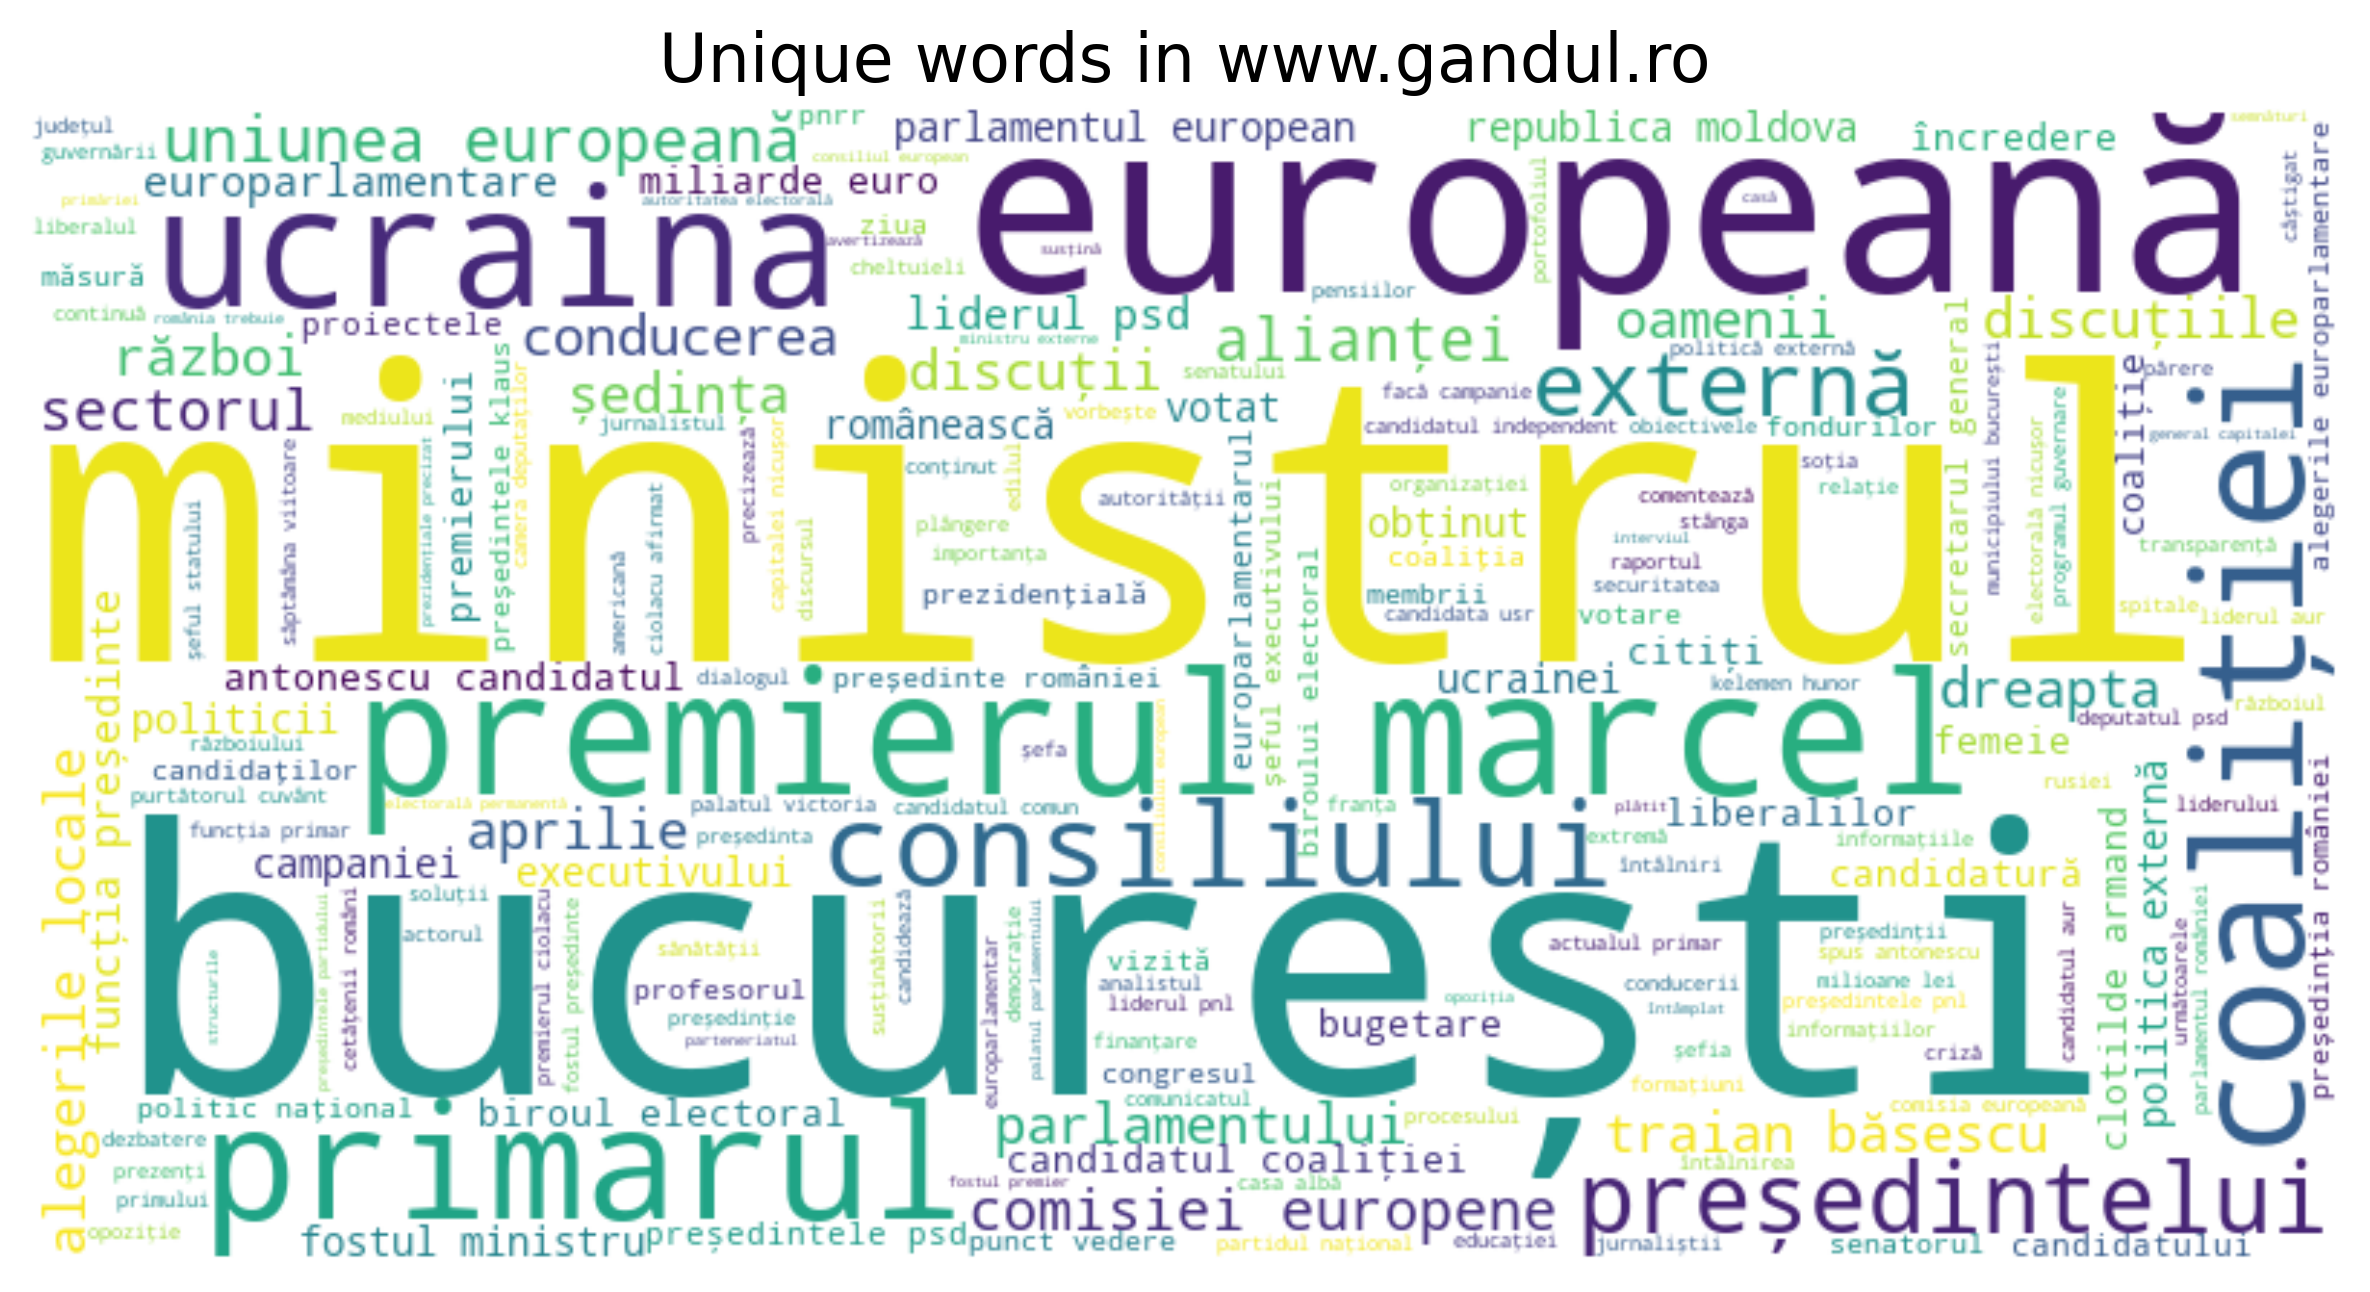 Unique words in www.gandul.ro
județul
uniunea europeană
pnrr
parlamentul european
republica moldova
încredere
semnături
guvernării
consiliul european
europarlamentare
miliarde euro
europeană
primăriei
autoritatea electorală
casă
câștigat
alegerile europarlamentare
liberalul
ucraina
ziua
avertizează
susțină
portofoliul
măsură
cheltuieli
pensiilor
continuă
românia trebuie
proiectele
conducerea
liderul psd
ministru externe
alianței
oamenii
discuțiile
război
discuții
senatului
politică externă
externă
părere
coaliție
sectorul
mediului
ședința
jurnalistul
românească
vorbește
votat
facă campanie
candidatul independent
obiectivele
fondurilor
general capitalei
ministrul
premierului
președintele klaus
camera deputaților
prezidențiale precizat
săptămâna viitoare
șeful statului
americană
ciolacu afirmat
precizează
capitalei nicușor
discursul
conținut
edilul
autorității
plângere
importanța
prezidențială
europarlamentarul
șeful executivului
biroului electoral
organizației
obținut
coaliția
membrii
candidata usr
soția
relație
comentează
stânga
interviul
raportul
securitatea
votare
citiți
secretarul general
municipiului bucurești
electorală nicușor
programul guvernare
transparență
spitale
liderul aur
coaliției
antonescu candidatul
dialogul
președinte româniei
ucrainei
kelemen hunor
dreapta
politicii
premierul
marcel
deputatul psd
războiul
războiului
șefa
femeie
candidaților
rusiei
purtătorul cuvânt
electorală permanentă
palatul victoria
candidatul comun
consiliului european
franța
plătit
liberalilor
liderului
funcția primar
aprilie
președinta
consiliului
extremă
informațiile
campaniei
executivului
întâlniri
candidatură
alegerile locale
funcția președinte
bucurești
soluții
actorul
structurile
președintele partidului
cetățenii români
premierul ciolacu
fostul președinte
sănătății
profesorul
președinție
parteneriatul
susținătorii
candidează
europarlamentar
democrație
palatul parlamentului
vizită
analistul
liderul pnl
finanțare
congresul
comunicatul
bugetare
opoziția
actualul primar
conducerii
întâmplat
șefia
formațiuni
președinții
spus antonescu
milioane lei
președintele pnl
informațiilor
criză
comisia europeană
candidatul aur
clotilde armand
politica externă
următoarele
parlamentul româniei
președinția româniei
politic național
biroul electoral
parlamentului
procesului
traian băsescu
dezbatere
primarul
candidatul coaliției
întâlnirea
prezenți
fostul premier
casa albă
președintelui
primului
comisiei europene
opoziție
fostul ministru
președintele psd
punct vedere
partidul național
educației
jurnaliștii
senatorul
candidatului